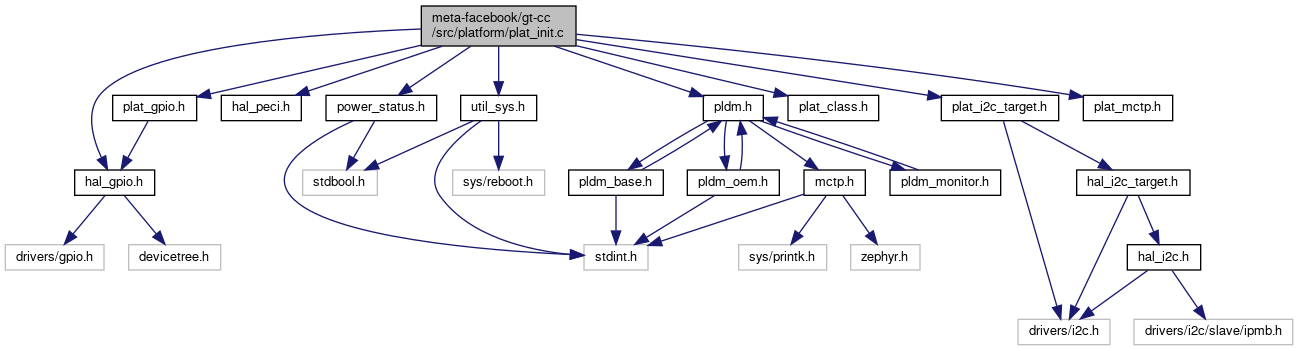 meta-facebook/gt-cc
/src/platform/plat_init.c
plat_gpio.h
hal_peci.h
power_status.h
util_sys.h
pldm.h
plat_class.h
plat_i2c_target.h
plat_mctp.h
hal_gpio.h
stdbool.h
sys/reboot.h
pldm_base.h
pldm_oem.h
mctp.h
pldm_monitor.h
hal_i2c_target.h
drivers/gpio.h
devicetree.h
stdint.h
sys/printk.h
zephyr.h
hal_i2c.h
drivers/i2c.h
drivers/i2c/slave/ipmb.h